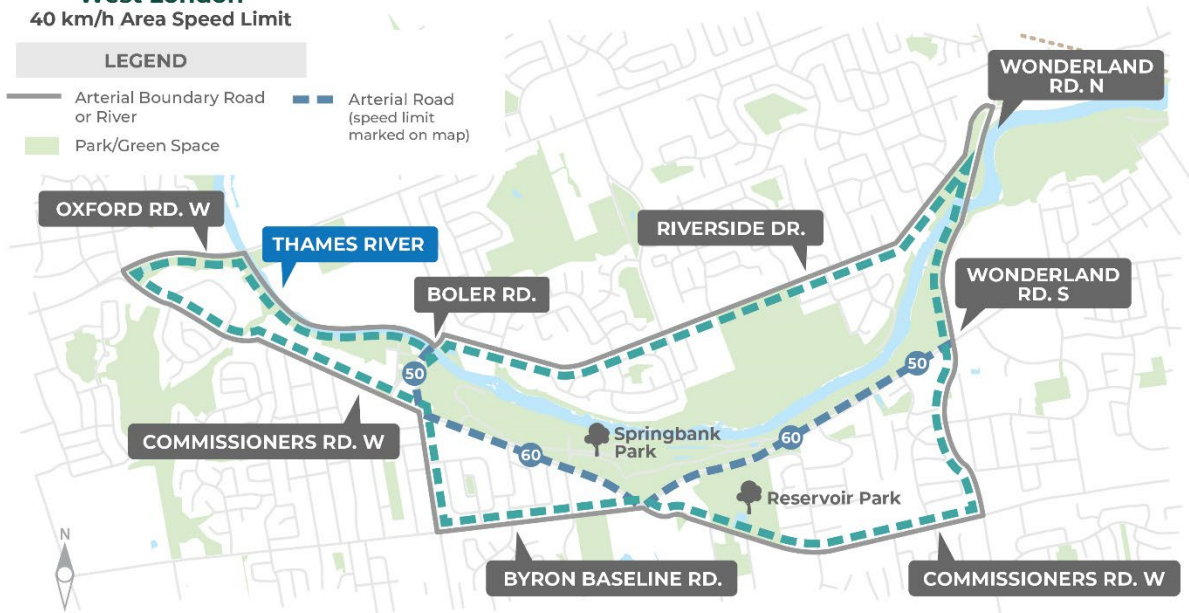 West London
40 km/h Area Speed Limit
LEGEND
Arterial Boundary Road
or River
Arterial Road
(speed limit
marked on map)
Park/Green Space
WONDERLAND
RD. N
OXFORD RD. W
THAMES RIVER
RIVERSIDE DR.
BOLER RD.
WONDERLAND
RD. S
50
50
COMMISSIONERS RD. W
Springbank
Park
60
60
Reservoir Park
N
BYRON BASELINE RD.
COMMISSIONERS RD. W